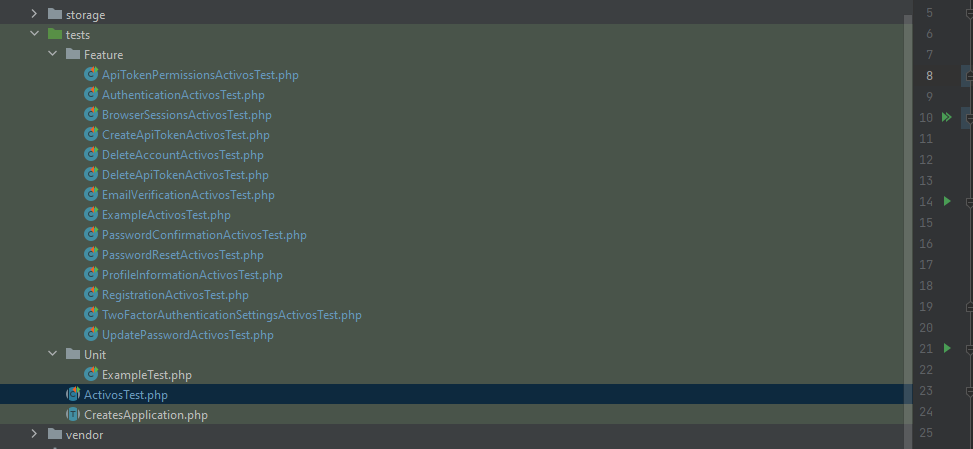 storage
tests
Feature
ApiTokenPermissionsActivosTest.php
AuthenticationActivosTest.php
BrowserSessionsActivosTest.php
CreateApiTokenActivosTest.php
DeleteAccountActivosTest.php
DeleteApiTokenActivosTest.php
EmailVerificationActivosTest.php
ExampleActivosTest.php
PasswordConfirmationActivosTest.php
PasswordResetActivosTest.php
ProfileInformationActivosTest.php
RegistrationActivosTest.php
TwoFactorAuthenticationSettingsActivosTest.php
UpdatePasswordActivosTest.php
Unit
ExampleTest.php
ActivosTest.php
CreatesApplication.php
vendor
5
6
7
8
9
10
11
12
13
14
15
16
17
18
19
20
21
22
23
24
25